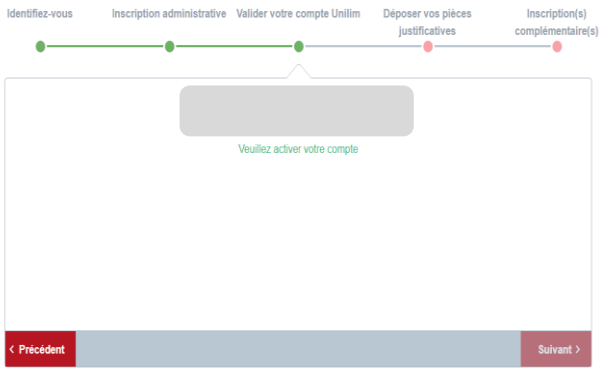 Identifiez-vous
Inscription administrative
Valider votre compte Unilim
Déposer vos pièces
justificatives
Inscription(s)
complémentaire(s)
Veuillez activer votre compte
< Précédent
Suivant >